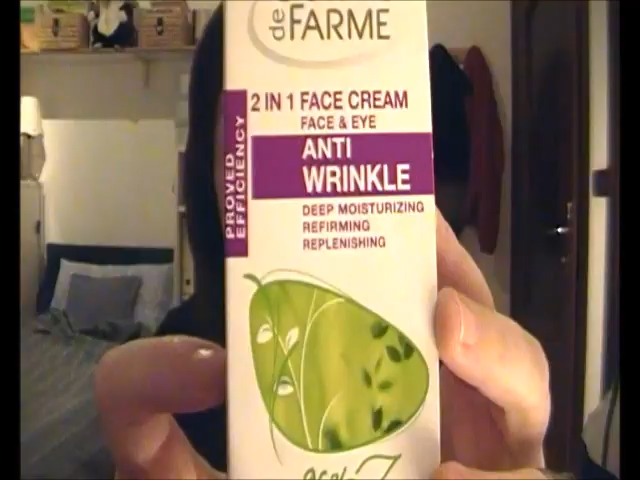 de FARME
2 IN 1 FACE CREAM
FACE & EYE
PROVED
EFFICIENCY
ANTI
WRINKLE
DEEP MOISTURIZING
REFIRMING
REPLENISHING